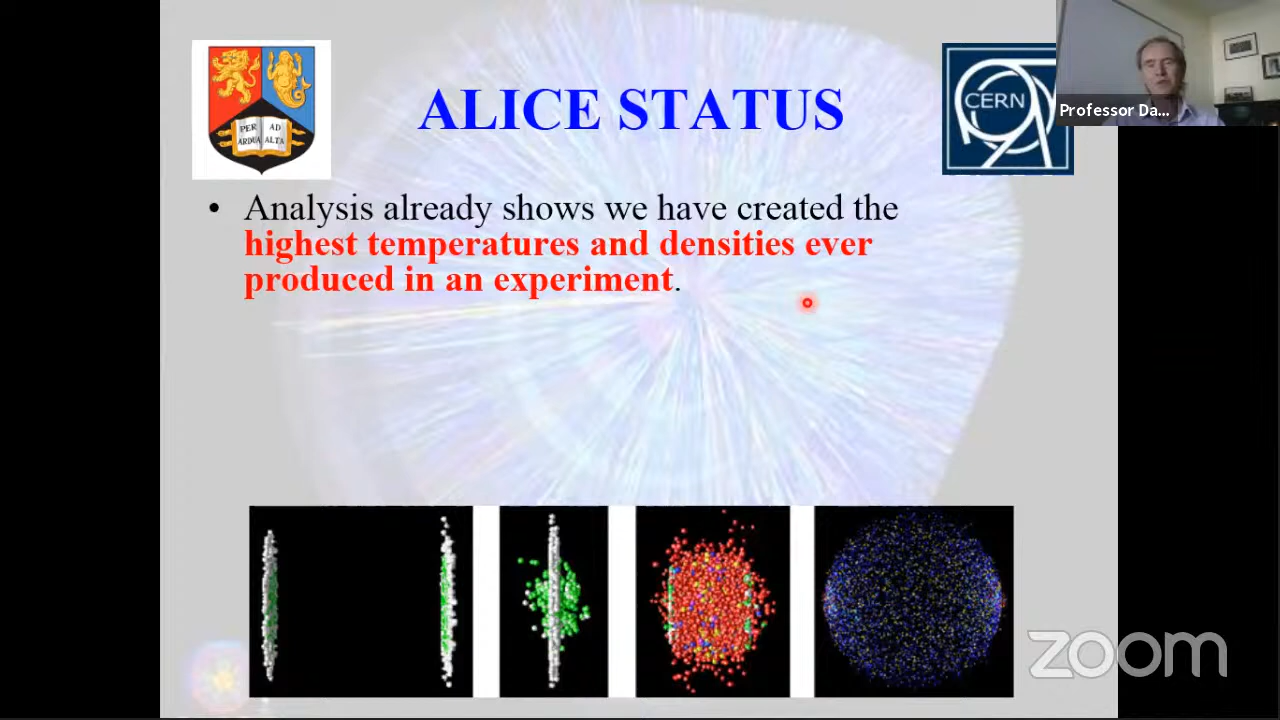 ALICE STATUS
PER AD
ARDUA ALTA
CERN
Professor Da...
• Analysis already shows we have created the
highest temperatures and densities ever
produced in an experiment.
zoom